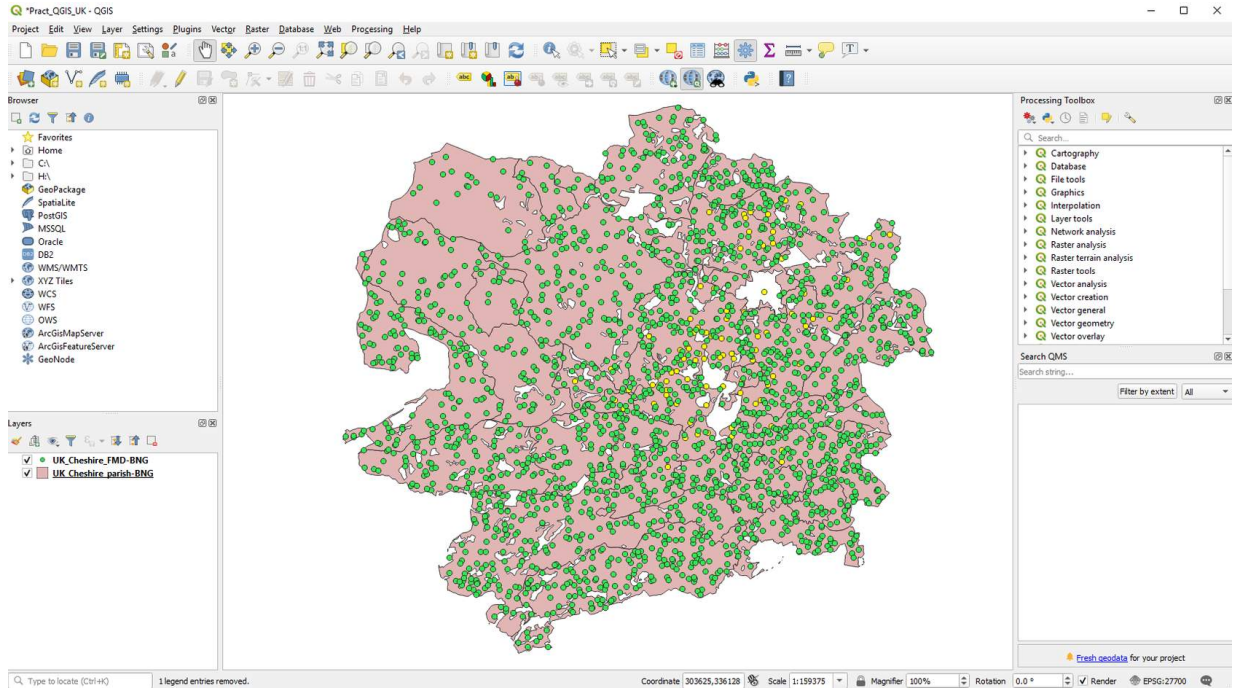 *Pract_QGIS_UK - QGIS
Project Edit View Layer Settings Plugins Vector Raster Database Web Processing Help
Browser
Favorites
Home
C:\
H:\
GeoPackage
SpatiaLite
PostGIS
MSSQL
Oracle
DB2
WMS/WMTS
XYZ Tiles
WCS
WFS
OWS
ArcGisMapServer
ArcGisFeatureServer
GeoNode
Layers
UK_Cheshire_FMD-BNG
UK_Cheshire_parish-BNG
Processing Toolbox
Search...
Cartography
Database
File tools
Graphics
Interpolation
Layer tools
Network analysis
Raster analysis
Raster terrain analysis
Raster tools
Vector analysis
Vector creation
Vector general
Vector geometry
Vector overlay
Search QMS
Search string...
Filter by extent All
Fresh geodata for your project
Type to locate (Ctrl+K) 1 legend entries removed. Coordinate 303625,336128 Scale 1:159375 Magnifier 100% Rotation 0.0 ° Render EPSG:27700